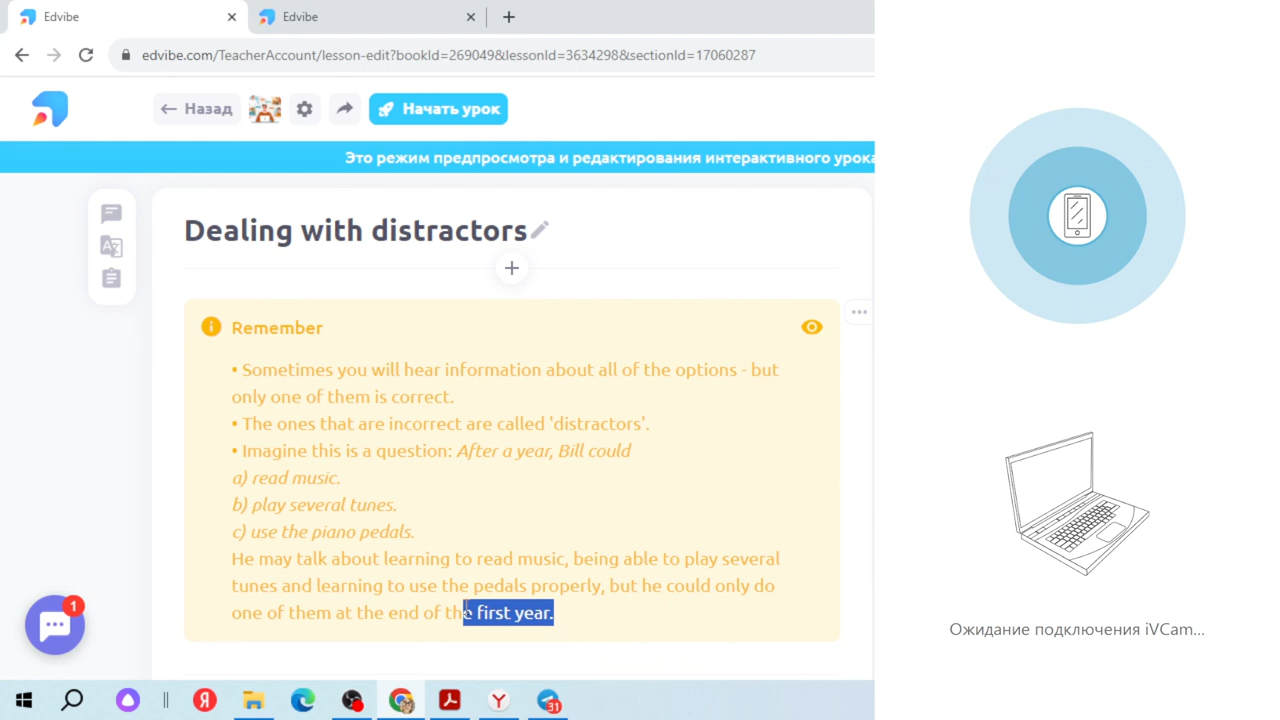 Edvibe
Edvibe
edvibe.com/TeacherAccount/lesson-edit?bookId=269049&lessonId=3634298&sectionId=17060287
Назад
Начать урок
Это режим предпросмотра и редактирования интерактивного урока
Dealing with distractors
Remember
• Sometimes you will hear information about all of the options - but
only one of them is correct.
• The ones that are incorrect are called 'distractors'.
• Imagine this is a question: After a year, Bill could
a) read music.
b) play several tunes.
c) use the piano pedals.
He may talk about learning to read music, being able to play several
tunes and learning to use the pedals properly, but he could only do
one of them at the end of the first year.
1
31
Ожидание подключения iVCam...